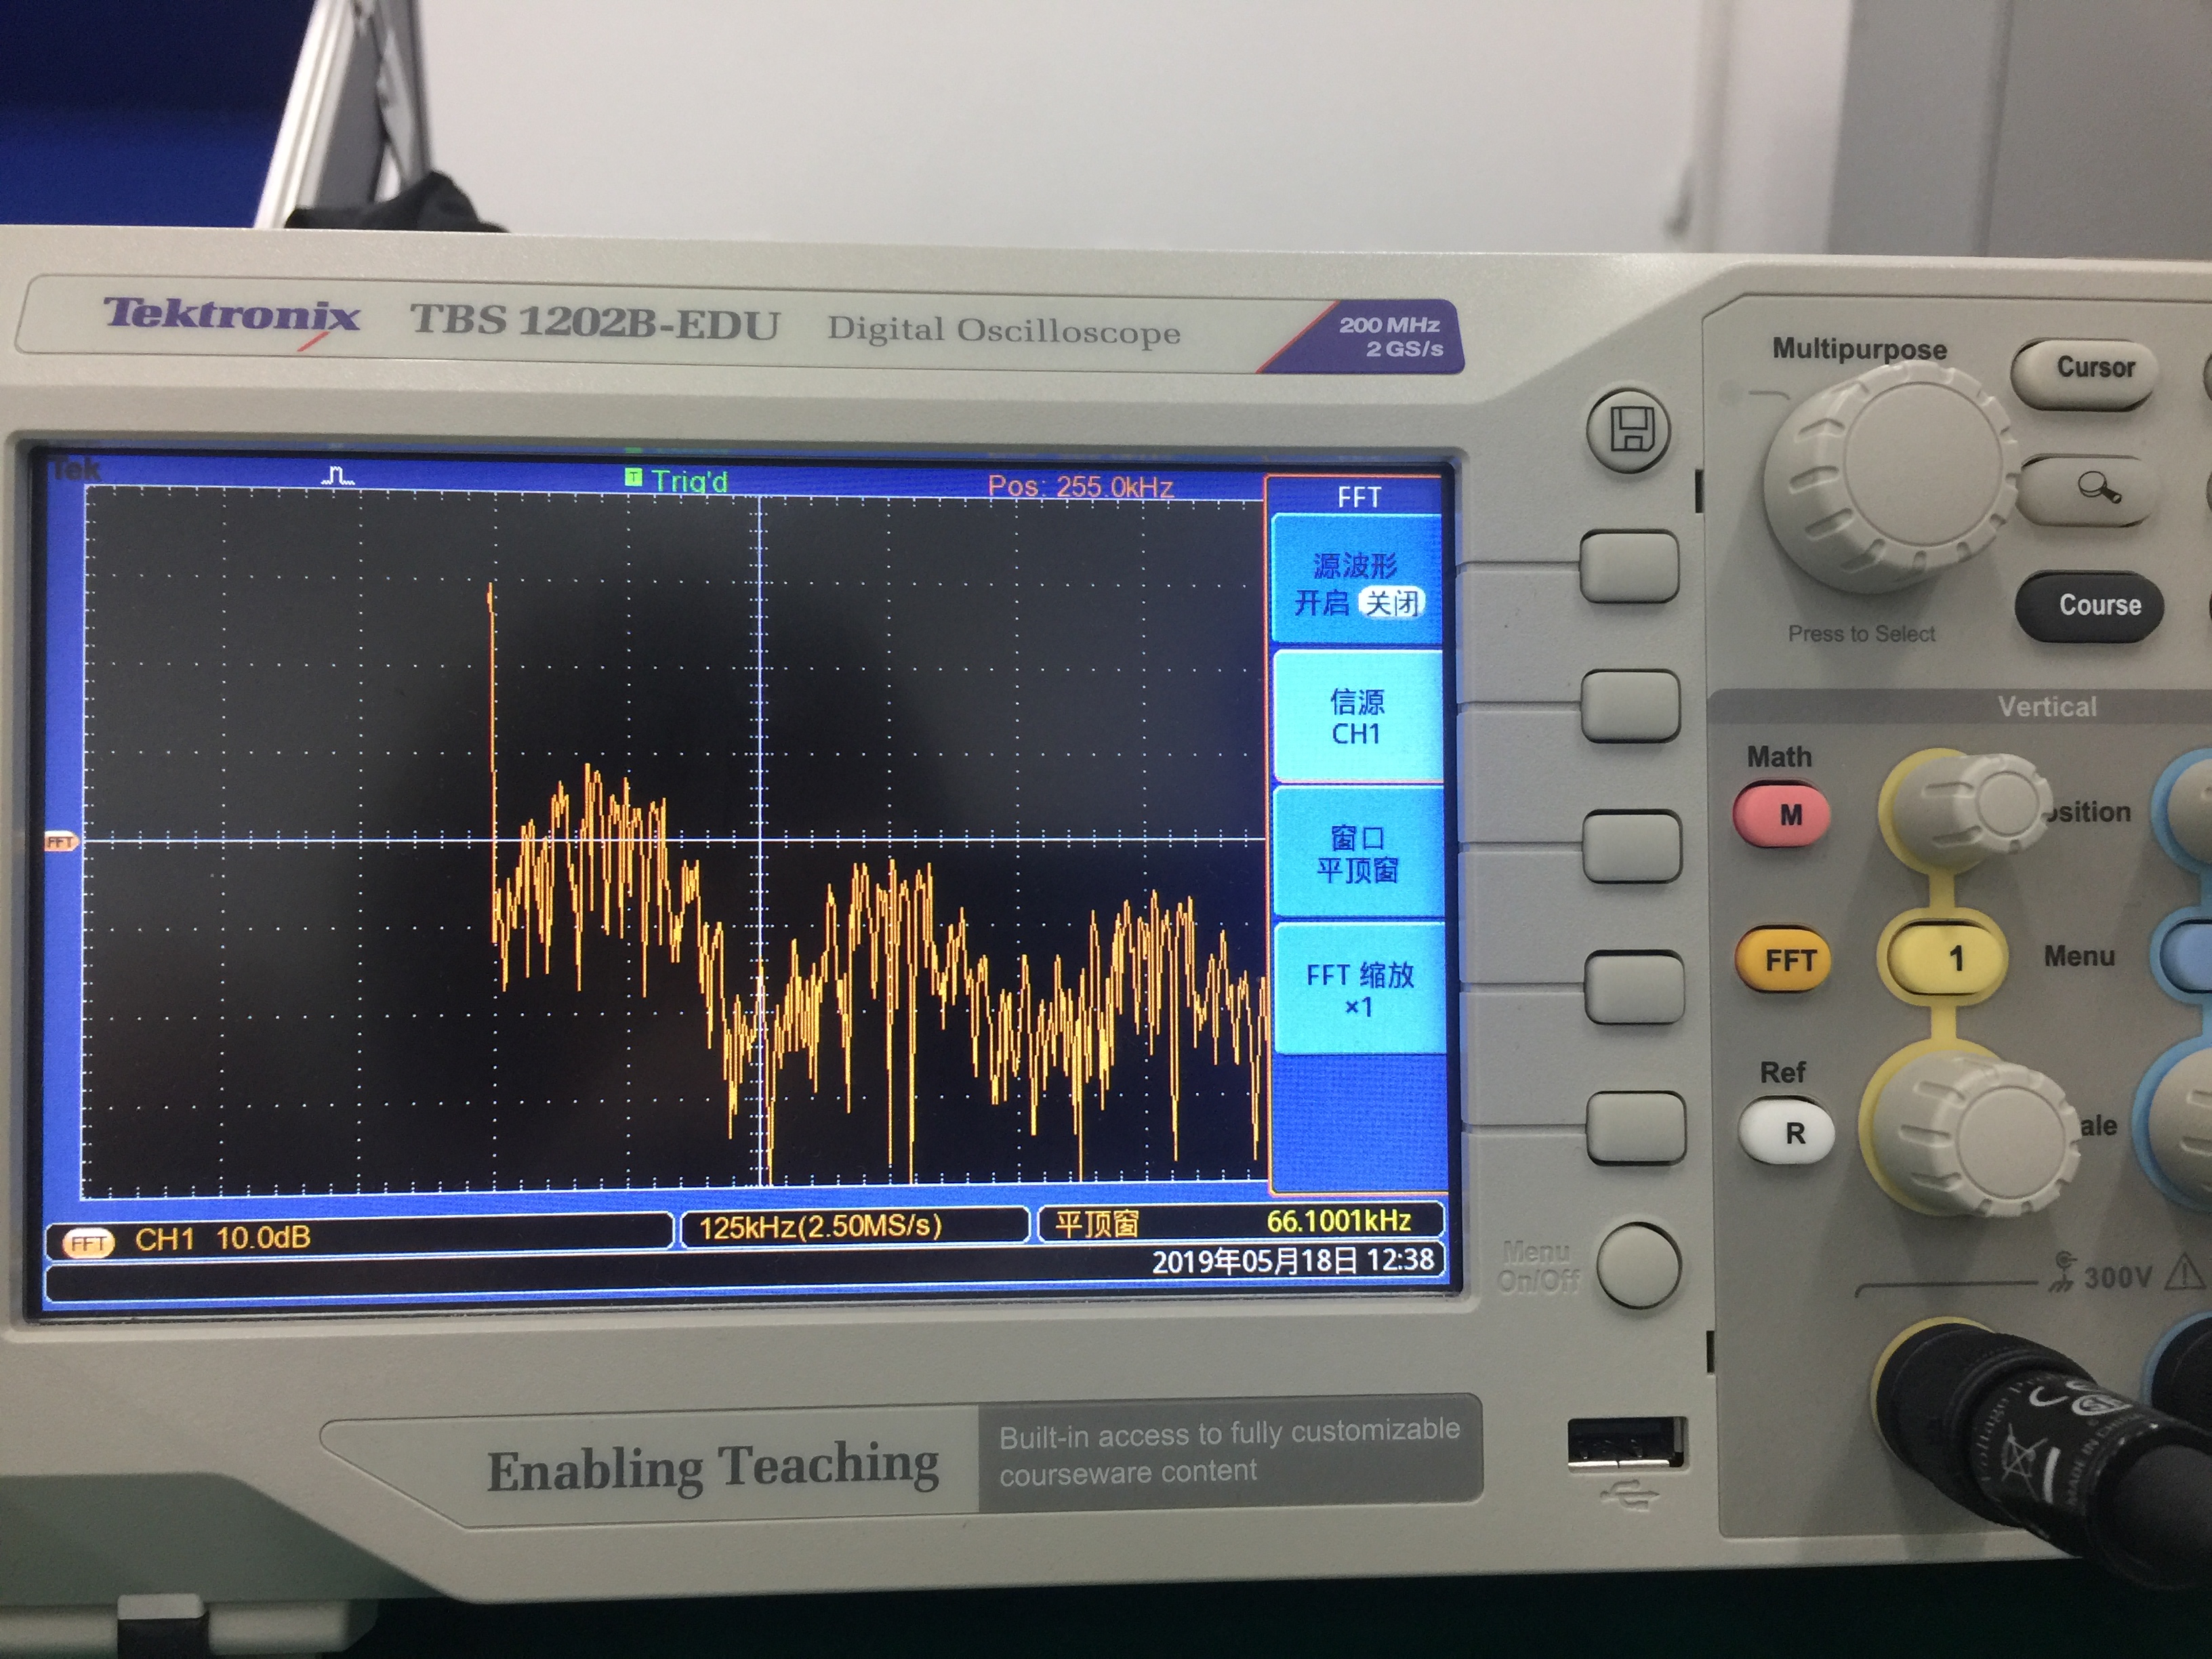 Tektronix TBS 1202B-EDU Digital Oscilloscope
200 MHz
2 GS/s
Multipurpose
Cursor
Press to Select
Course
Tek
T Trig'd
Pos: 255.0kHz
FFT
源波形
开启 关闭
信源
CH1
窗口
平顶窗
FFT 缩放
×1
FFT
FFT CH1 10.0dB
125kHz(2.50MS/s)
平顶窗 66.1001kHz
2019年05月18日 12:38
Menu
On/Off
Vertical
Math
M
FFT
1
Menu
Ref
R
300V
Enabling Teaching
Built-in access to fully customizable
courseware content